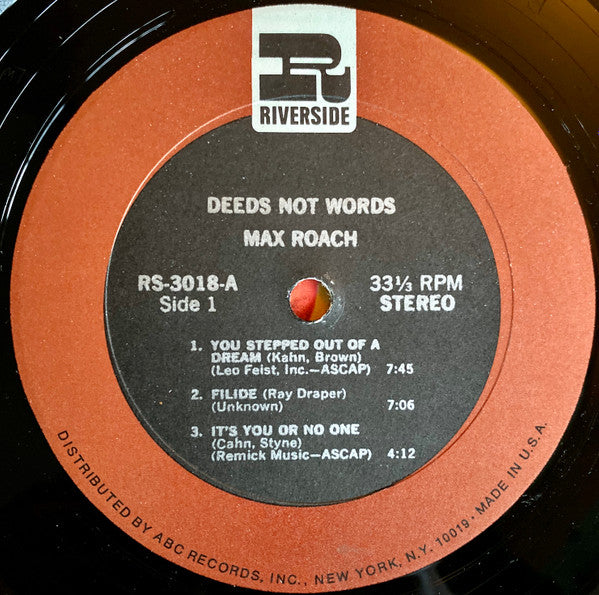 R
RIVERSIDE
DEEDS NOT WORDS
MAX ROACH
RS-3018-A
Side 1
33⅓ RPM
STEREO
1. YOU STEPPED OUT OF A
DREAM (Kahn, Brown)
(Leo Feist, Inc.—ASCAP) 7:45
2. FILIDE (Ray Draper)
(Unknown) 7:06
3. IT'S YOU OR NO ONE
(Cahn, Styne)
(Remick Music—ASCAP) 4:12
DISTRIBUTED BY ABC RECORDS, INC., NEW YORK, N.Y. 10019 · MADE IN U.S.A.